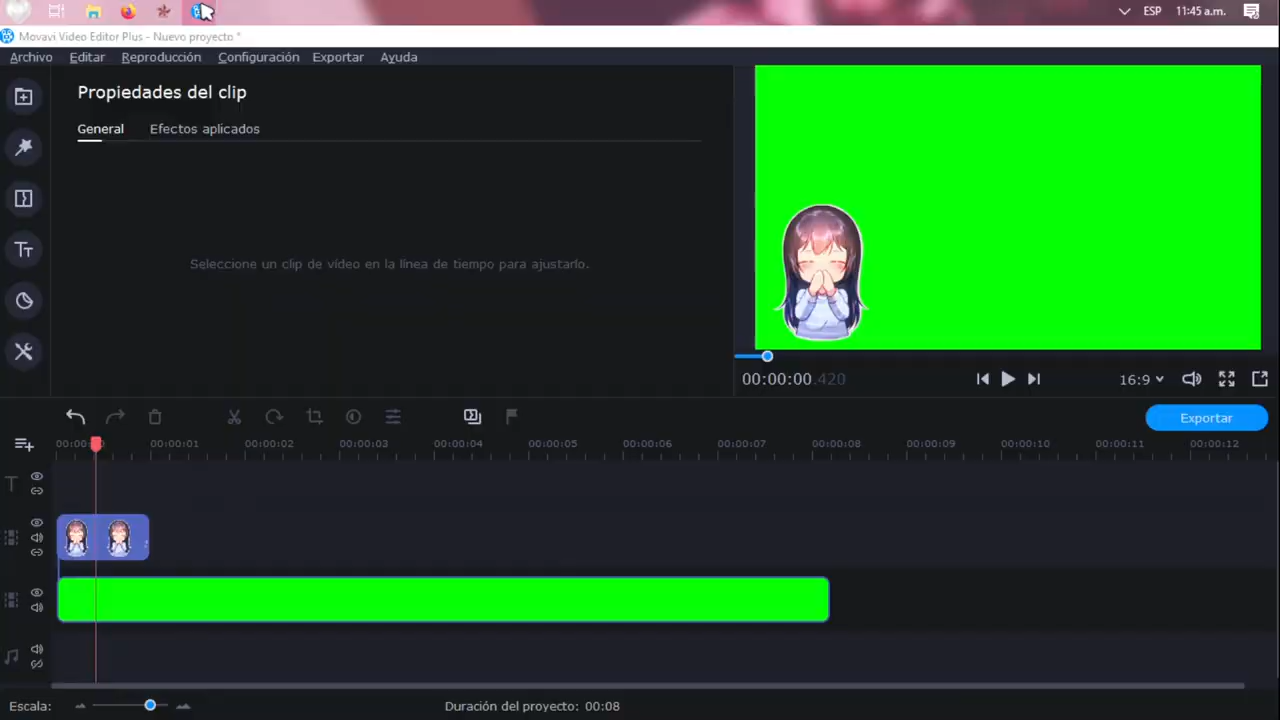 ESP 11:45 a.m.
Movavi Video Editor Plus - Nuevo proyecto *
Archivo Editar Reproducción Configuración Exportar Ayuda
Propiedades del clip
General Efectos aplicados
Seleccione un clip de vídeo en la línea de tiempo para ajustarlo.
00:00:00.420
16:9
Exportar
00:00:01 00:00:02 00:00:03 00:00:04 00:00:05 00:00:06 00:00:07 00:00:08 00:00:09 00:00:10 00:00:11 00:00:12
Escala:
Duración del proyecto: 00:08